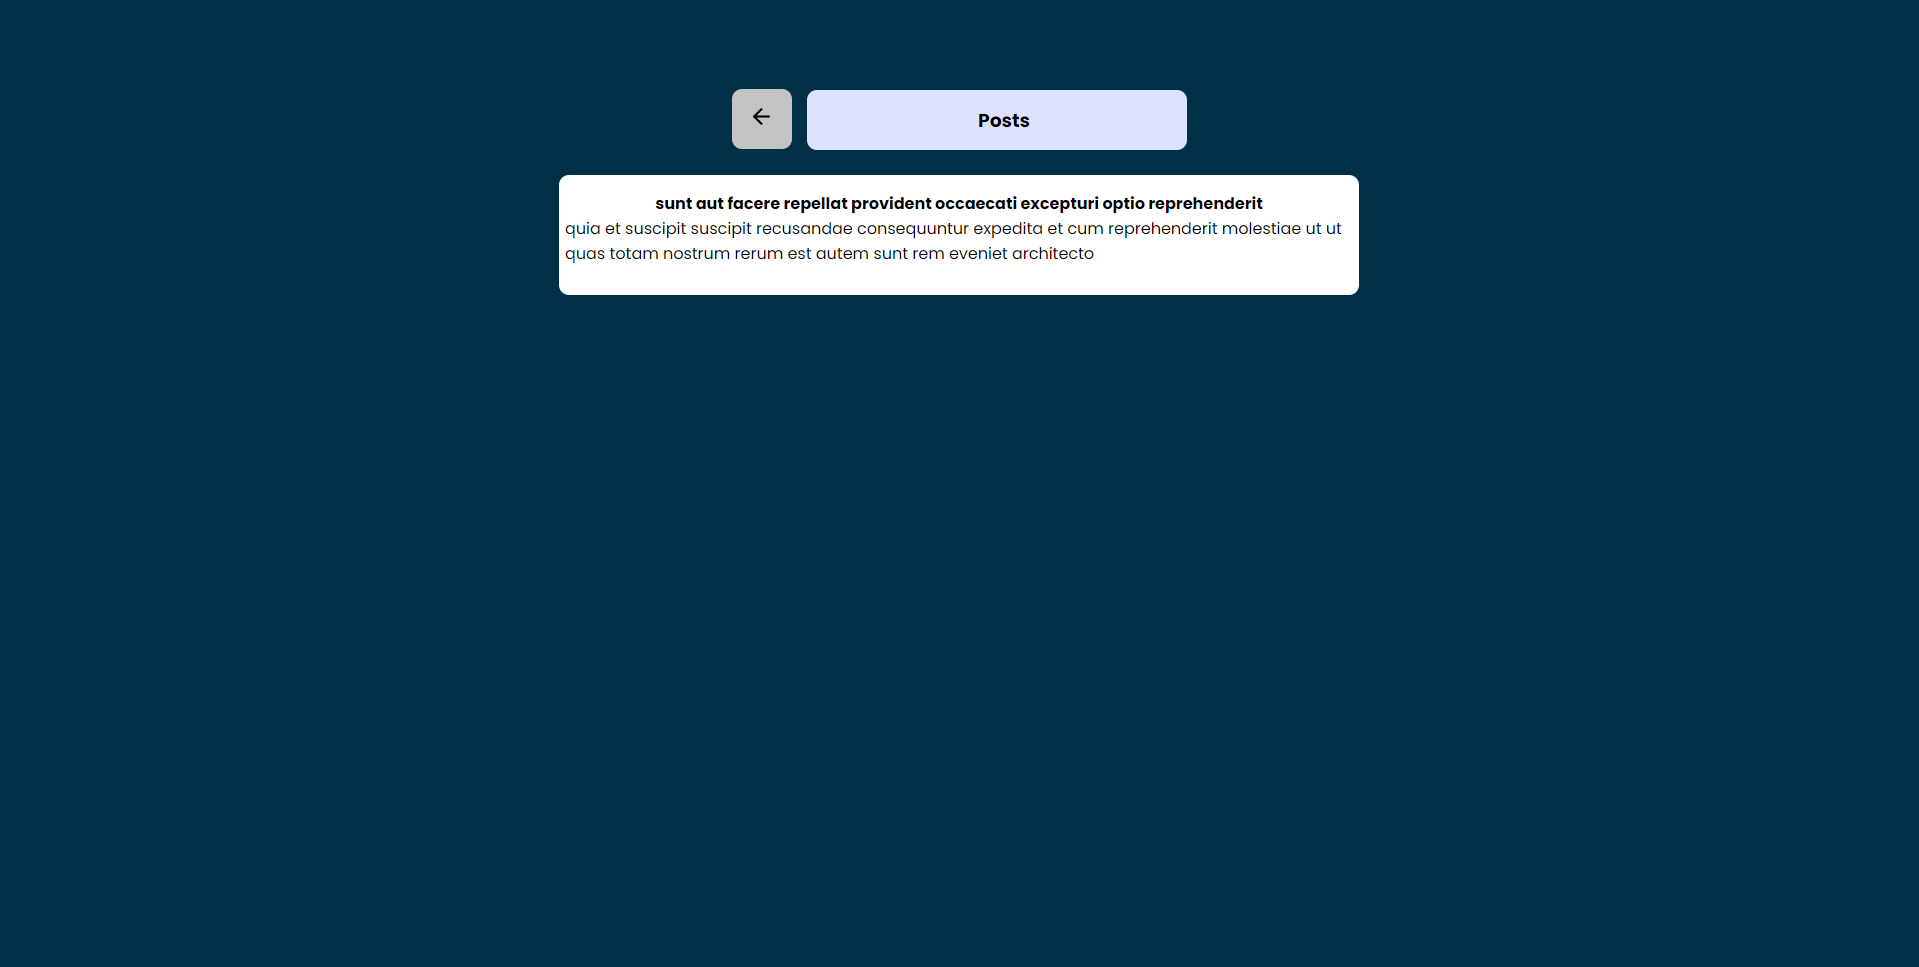 Posts
sunt aut facere repellat provident occaecati excepturi optio reprehenderit
quia et suscipit suscipit recusandae consequuntur expedita et cum reprehenderit molestiae ut ut
quas totam nostrum rerum est autem sunt rem eveniet architecto